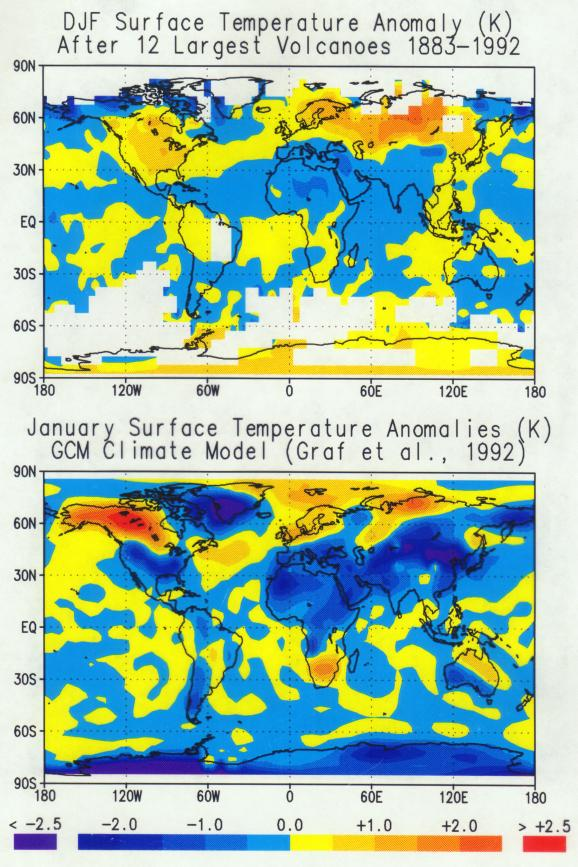 DJF Surface Temperature Anomaly (K)
After 12 Largest Volcanoes 1883-1992
90N
60N
30N
EQ
30S
60S
90S
180 120W 60W 0 60E 120E 180
January Surface Temperature Anomalies (K)
GCM Climate Model (Graf et al., 1992)
90N
60N
30N
EQ
30S
60S
90S
180 120W 60W 0 60E 120E 180
< -2.5 -2.0 -1.0 0.0 +1.0 +2.0 > +2.5